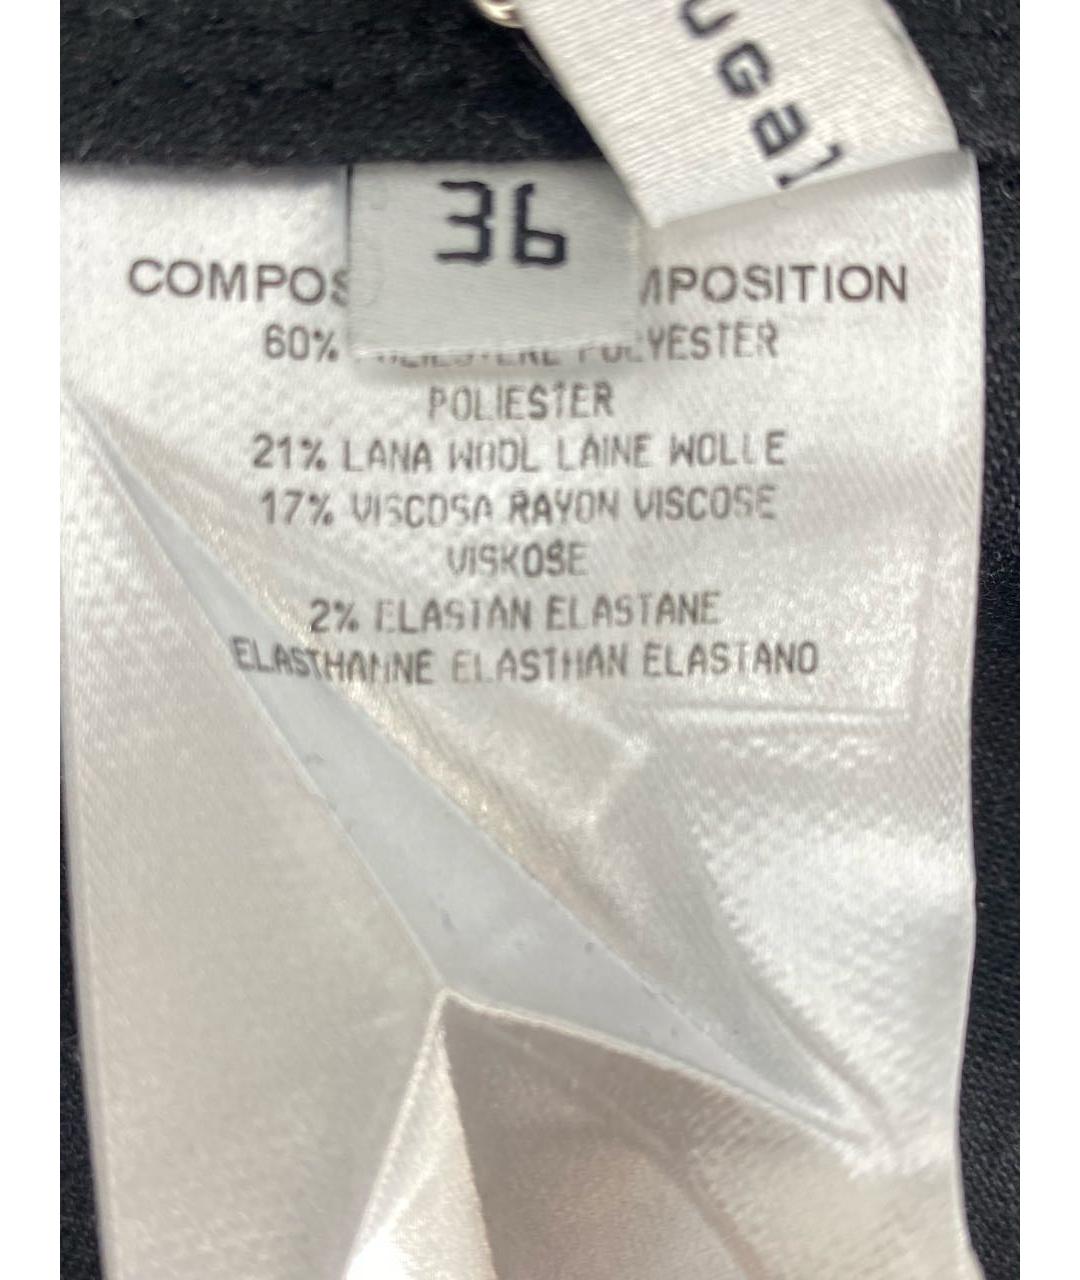 ugal
36
COMPOS MPOSITION
60% POLYESTER
POLIESTER
21% LANA WOOL LAINE WOLLE
17% VISCOSA RAYON VISCOSE
VISKOSE
2% ELASTAN ELASTANE
ELASTHANNE ELASTHAN ELASTANO